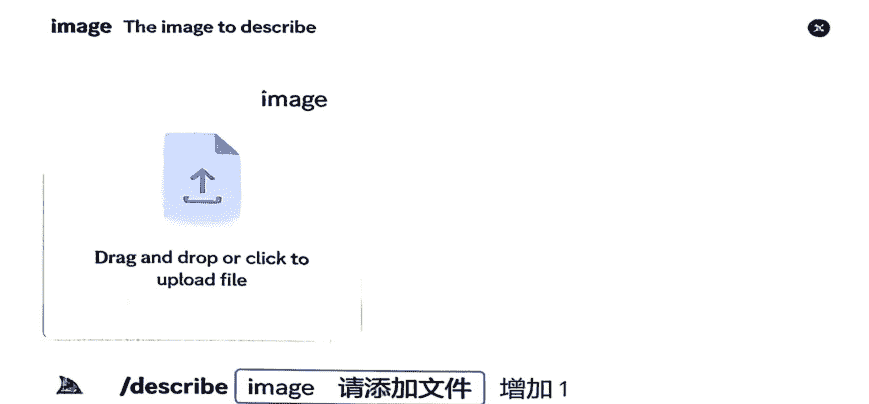 image The image to describe
image
Drag and drop or click to
upload file
/describe image 请添加文件 增加 1